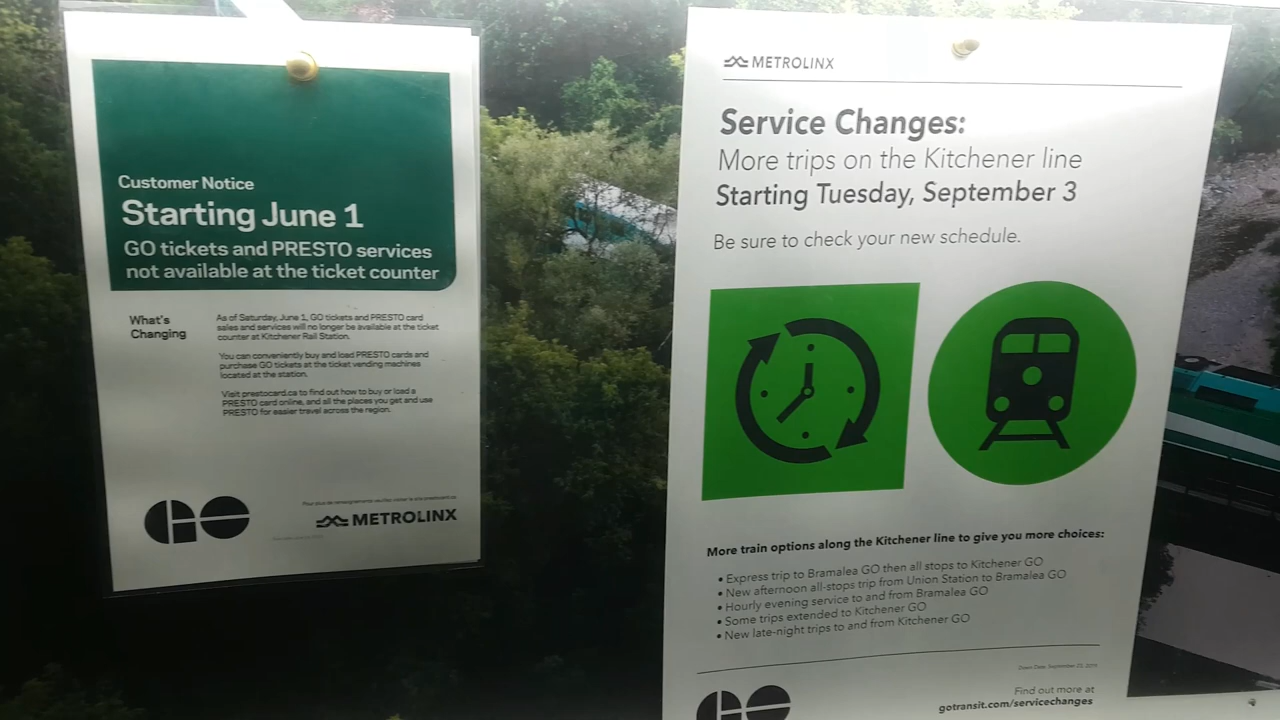 Customer Notice
Starting June 1
GO tickets and PRESTO services
not available at the ticket counter
What's
Changing
As of Saturday, June 1, GO tickets and PRESTO card
sales and services will no longer be available at the ticket
counter at Kitchener Rail Station.
You can conveniently buy and load PRESTO cards and
purchase GO tickets at the ticket vending machines
located at the station.
Visit prestocard.ca to find out how to buy or load a
PRESTO card online, and all the places you get and use
PRESTO for easier travel across the region.
GO
METROLINX
METROLINX
Service Changes:
More trips on the Kitchener line
Starting Tuesday, September 3
Be sure to check your new schedule.
More train options along the Kitchener line to give you more choices:
• Express trip to Bramalea GO then all stops to Kitchener GO
• New afternoon all-stops trip from Union Station to Bramalea GO
• Hourly evening service to and from Bramalea GO
• Some trips extended to Kitchener GO
• New late-night trips to and from Kitchener GO
Down Date: September 23, 2019
Find out more at
gotransit.com/servicechanges
GO